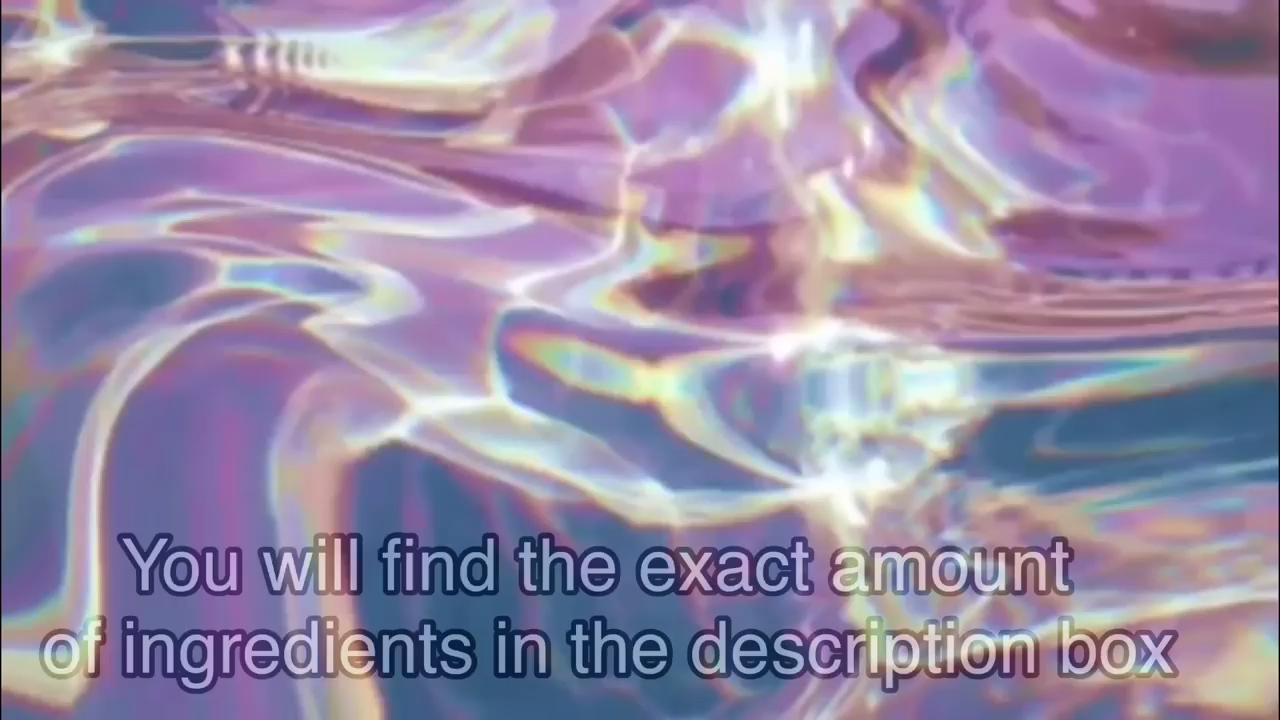 You will find the exact amount
of ingredients in the description box